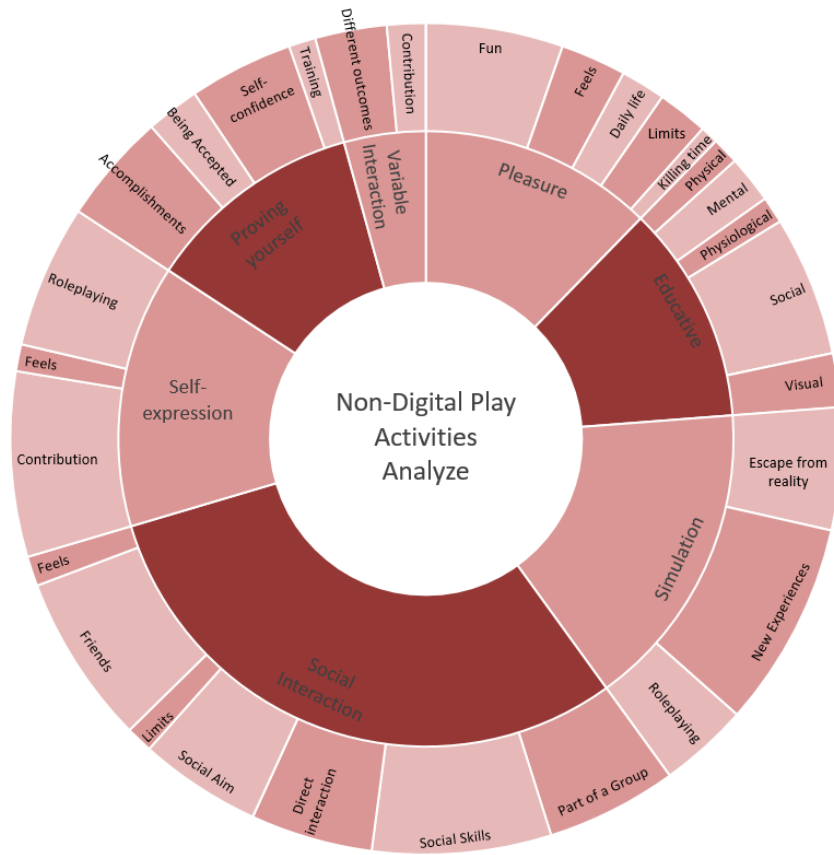 Non-Digital Play
Activities
Analyze
Pleasure
Fun
Feels
Daily life
Limits
Killing time
Educative
Physical
Mental
Physiological
Social
Visual
Simulation
Escape from
reality
New Experiences
Roleplaying
Social
Interaction
Part of a Group
Social Skills
Direct
interaction
Social Aim
Limits
Friends
Feels
Self-
expression
Contribution
Feels
Roleplaying
Proving
yourself
Accomplishments
Being Accepted
Self-
confidence
Training
Variable
Interaction
Different outcomes
Contribution